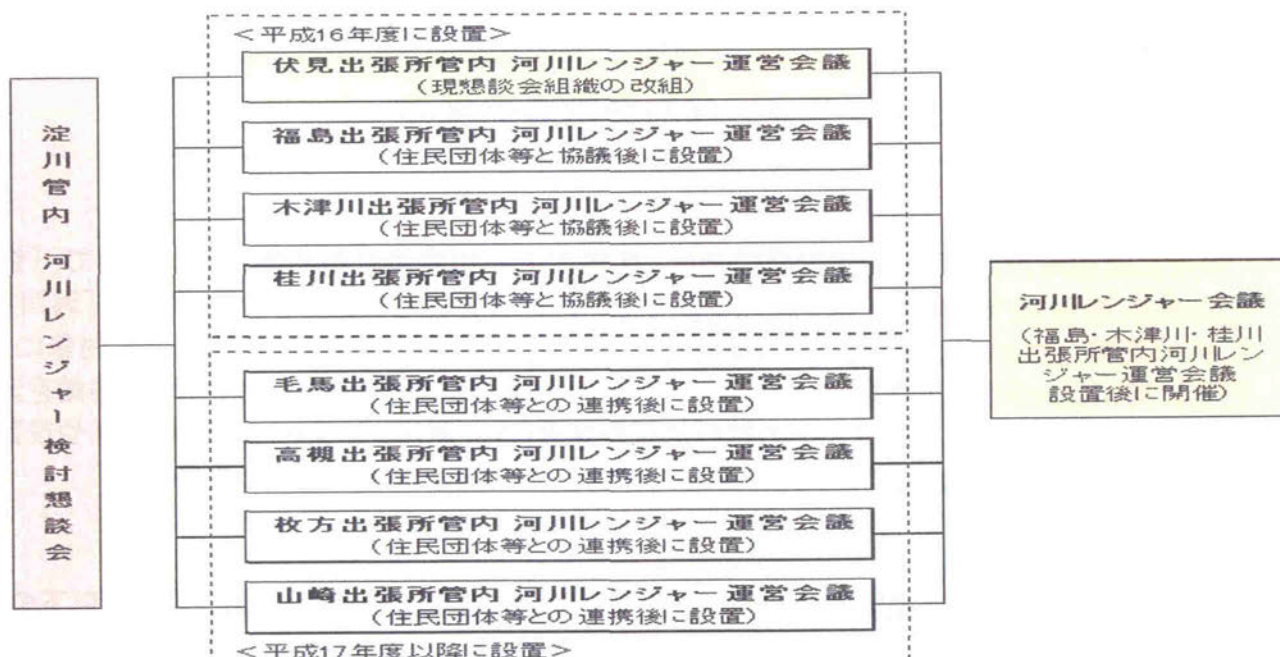 淀川管内 河川レンジャー検討懇談会
＜平成16年度に設置＞
伏見出張所管内 河川レンジャー運営会議
（現懇談会組織の改組）
福島出張所管内 河川レンジャー運営会議
（住民団体等と協議後に設置）
木津川出張所管内 河川レンジャー運営会議
（住民団体等と協議後に設置）
桂川出張所管内 河川レンジャー運営会議
（住民団体等と協議後に設置）
毛馬出張所管内 河川レンジャー運営会議
（住民団体等との連携後に設置）
高槻出張所管内 河川レンジャー運営会議
（住民団体等との連携後に設置）
枚方出張所管内 河川レンジャー運営会議
（住民団体等との連携後に設置）
山崎出張所管内 河川レンジャー運営会議
（住民団体等との連携後に設置）
＜平成17年度以降に設置＞
河川レンジャー会議
（福島・木津川・桂川
出張所管内河川レン
ジャー運営会議
設置後に開催）